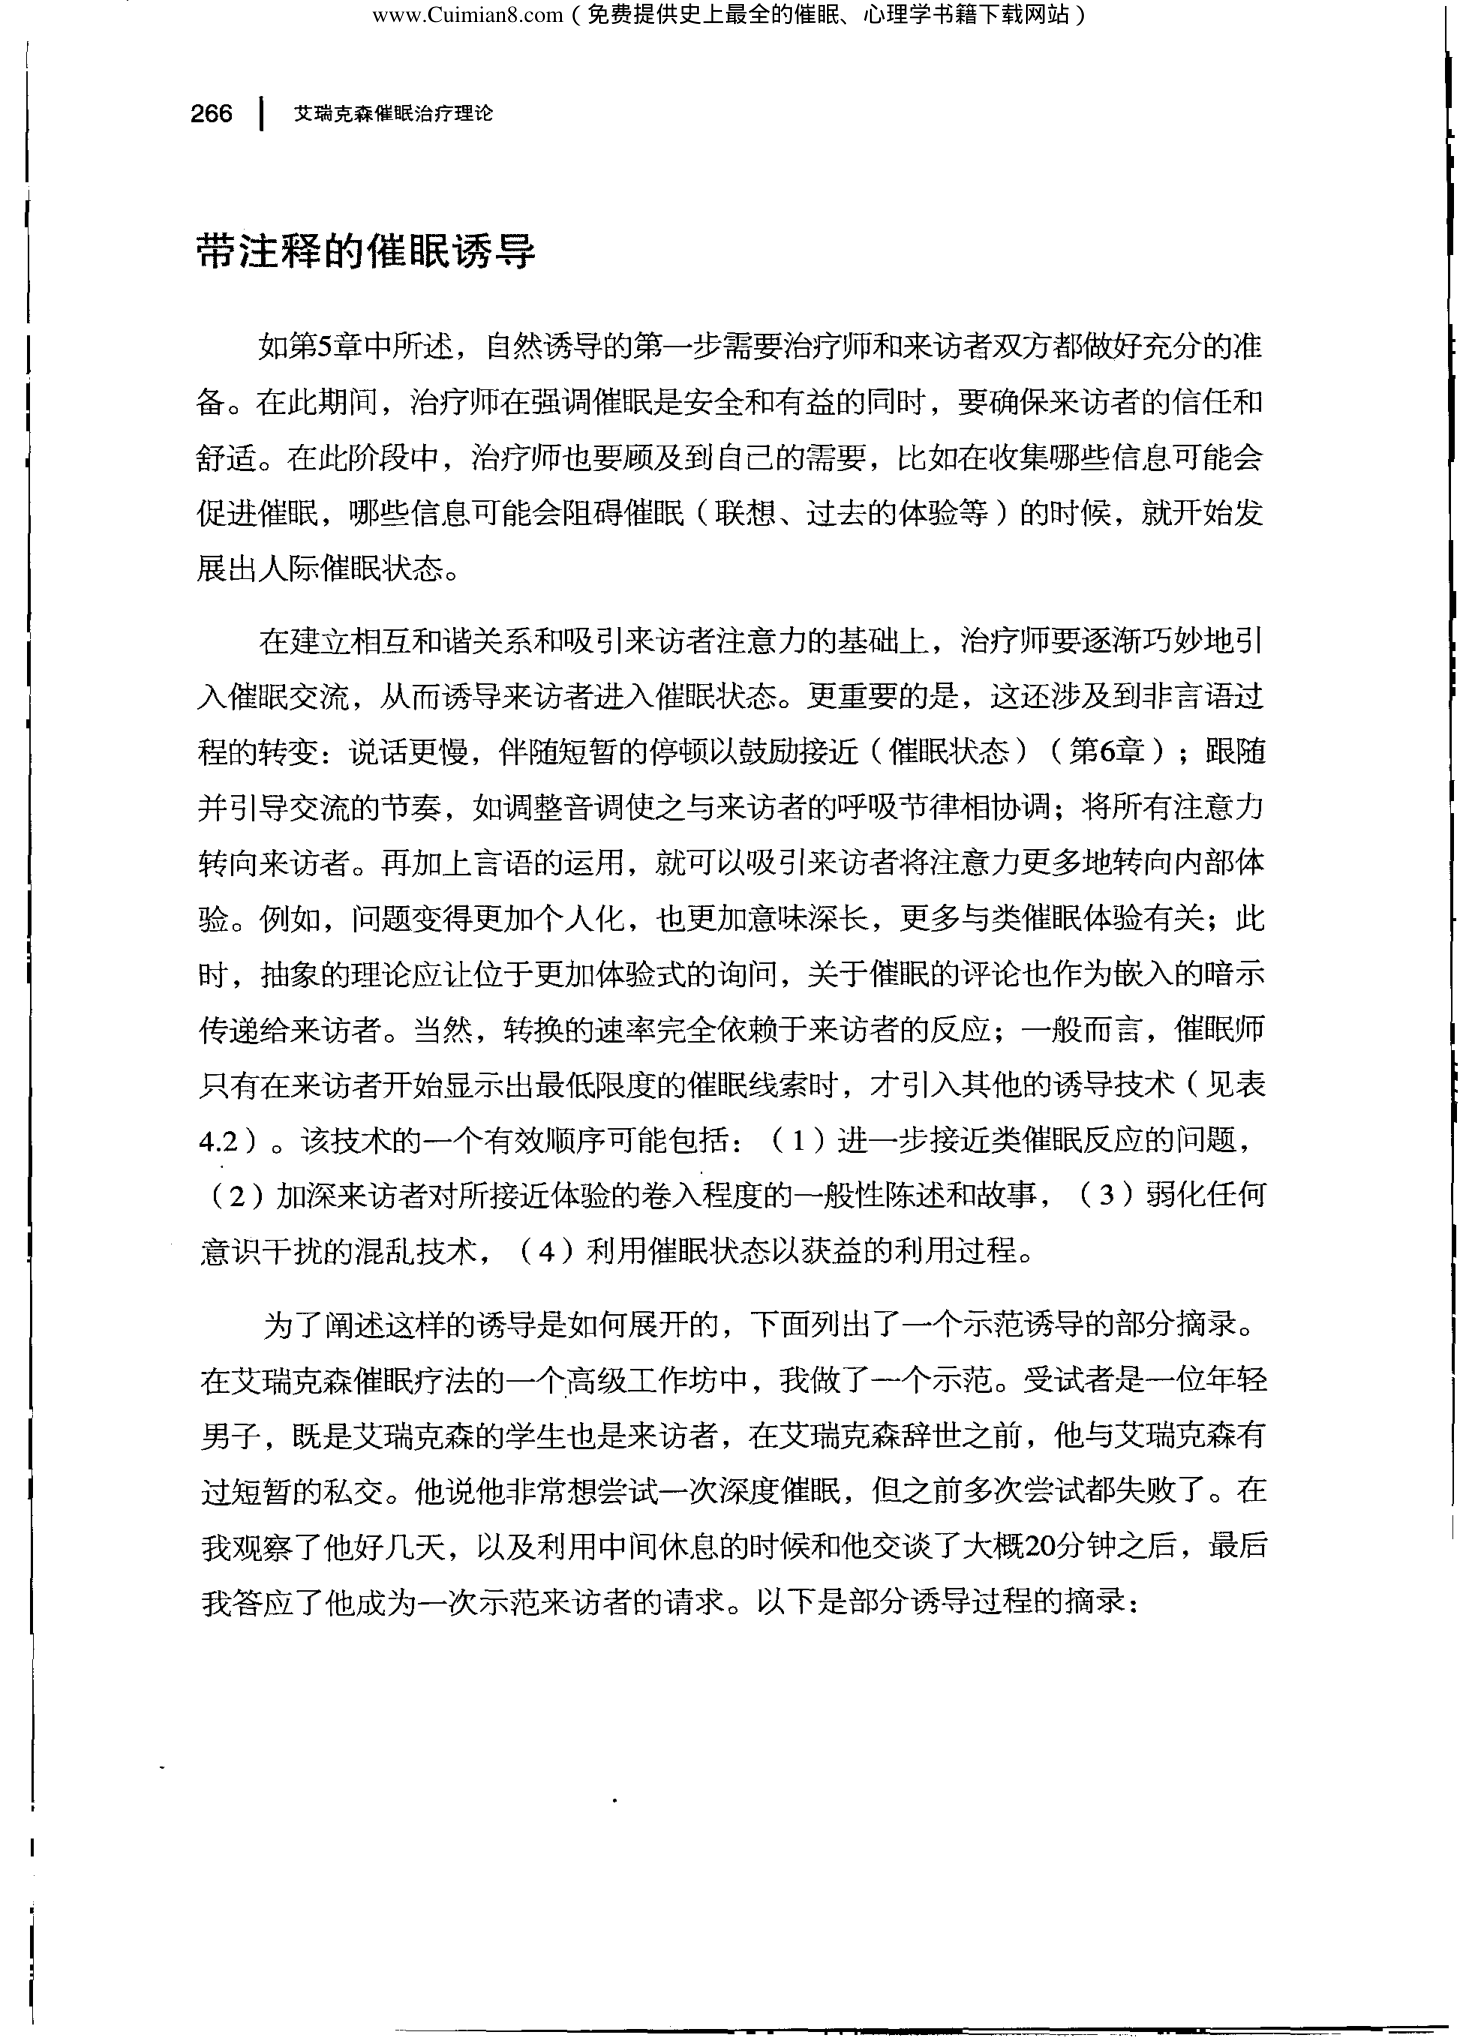 www.Cuimian8.com（免费提供史上最全的催眠、心理学书籍下载网站）
266 | 艾瑞克森催眠治疗理论
带注释的催眠诱导
如第5章中所述，自然诱导的第一步需要治疗师和来访者双方都做好充分的准
备。在此期间，治疗师在强调催眠是安全和有益的同时，要确保来访者的信任和
舒适。在此阶段中，治疗师也要顾及到自己的需要，比如在收集哪些信息可能会
促进催眠，哪些信息可能会阻碍催眠（联想、过去的体验等）的时候，就开始发
展出人际催眠状态。
在建立相互和谐关系和吸引来访者注意力的基础上，治疗师要逐渐巧妙地引
入催眠交流，从而诱导来访者进入催眠状态。更重要的是，这还涉及到非言语过
程的转变：说话更慢，伴随短暂的停顿以鼓励接近（催眠状态）（第6章）；跟随
并引导交流的节奏，如调整音调使之与来访者的呼吸节律相协调；将所有注意力
转向来访者。再加上言语的运用，就可以吸引来访者将注意力更多地转向内部体
验。例如，问题变得更加个人化，也更加意味深长，更多与类催眠体验有关；此
时，抽象的理论应让位于更加体验式的询问，关于催眠的评论也作为嵌入的暗示
传递给来访者。当然，转换的速率完全依赖于来访者的反应；一般而言，催眠师
只有在来访者开始显示出最低限度的催眠线索时，才引入其他的诱导技术（见表
4.2）。该技术的一个有效顺序可能包括：（1）进一步接近类催眠反应的问题，
（2）加深来访者对所接近体验的卷入程度的一般性陈述和故事，（3）弱化任何
意识干扰的混乱技术，（4）利用催眠状态以获益的利用过程。
为了阐述这样的诱导是如何展开的，下面列出了一个示范诱导的部分摘录。
在艾瑞克森催眠疗法的一个高级工作坊中，我做了一个示范。受试者是一位年轻
男子，既是艾瑞克森的学生也是来访者，在艾瑞克森辞世之前，他与艾瑞克森有
过短暂的私交。他说他非常想尝试一次深度催眠，但之前多次尝试都失败了。在
我观察了他好几天，以及利用中间休息的时候和他交谈了大概20分钟之后，最后
我答应了他成为一次示范来访者的请求。以下是部分诱导过程的摘录：